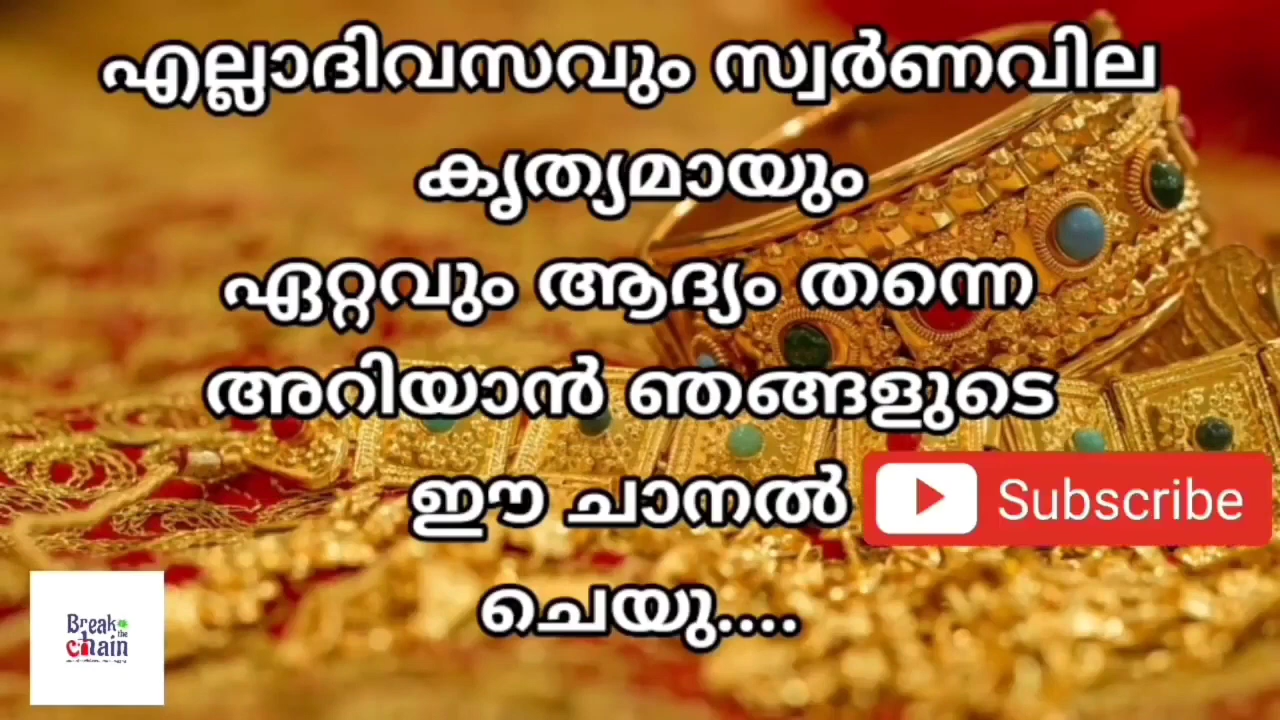 എല്ലാദിവസവും സ്വർണവില
കൃത്യമായും
ഏറ്റവും ആദ്യം തന്നെ
അറിയാൻ ഞങ്ങളുടെ
ഈ ചാനൽ Subscribe
ചെയു....
Break
the
chain